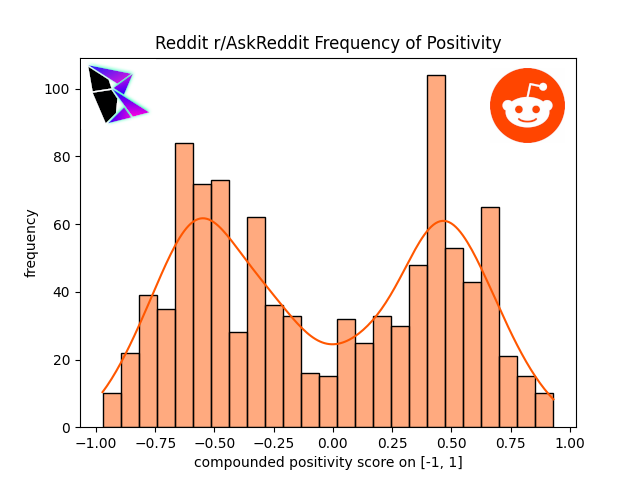 Reddit r/AskReddit Frequency of Positivity
100
80
60
40
20
0
frequency
−1.00 −0.75 −0.50 −0.25 0.00 0.25 0.50 0.75 1.00
compounded positivity score on [-1, 1]